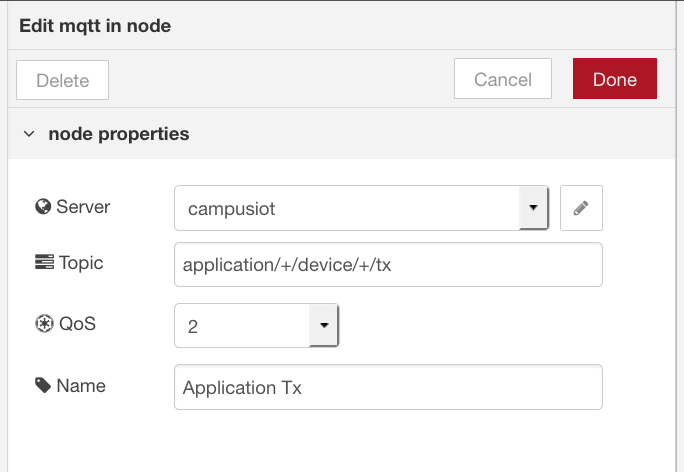 Edit mqtt in node
Delete
Cancel
Done
node properties
Server
campusiot
Topic
application/+/device/+/tx
QoS
2
Name
Application Tx